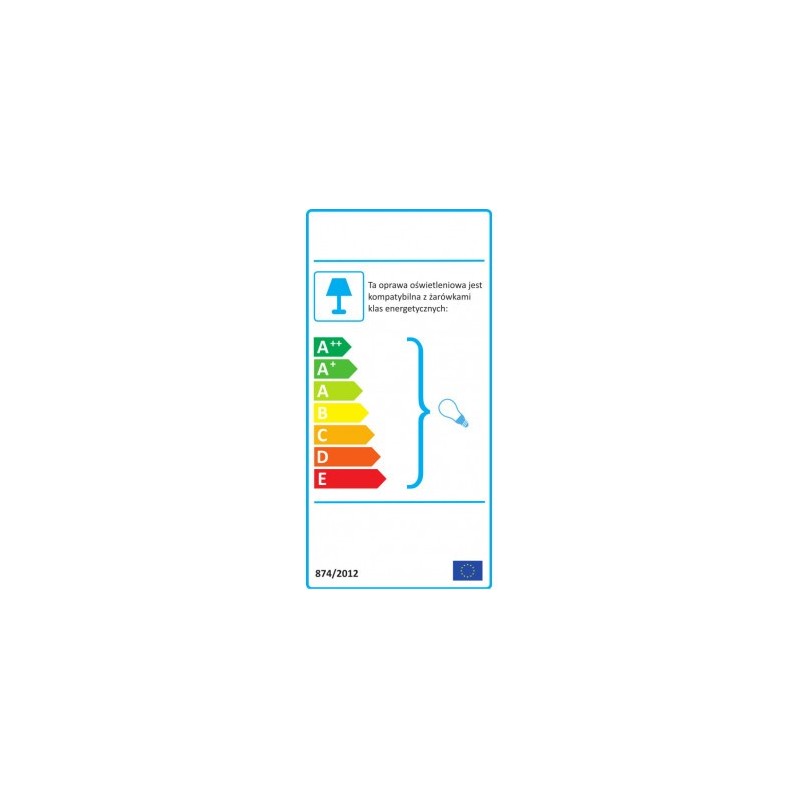 Ta oprawa oświetleniowa jest
kompatybilna z żarówkami
klas energetycznych:
A++
A+
A
B
C
D
E
874/2012